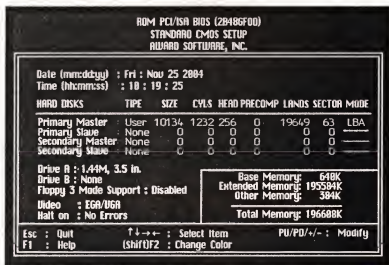 ROM PCI/ISA BIOS (2B4B6F00)
STANDARD CMOS SETUP
AWARD SOFTWARE, INC.
Date (mm:dd:yy) : Fri : Nov 25 2004
Time (hh:mm:ss) : 10 : 19 : 25
HARD DISKS TIPE SIZE CYLS HEAD PRECOMP LANDS SECTOR MODE
Primary Master : User 10134 1232 256 0 19649 63 LBA
Primary Slave : None 0 0 0 0 0 0
Secondary Master : None 0 0 0 0 0 0
Secondary Slave : None 0 0 0 0 0 0
Drive A : 1.44M, 3.5 in.
Drive B : None
Floppy 3 Mode Support : Disabled
Video : EGA/VGA
Halt on : No Errors
Base Memory: 640K
Extended Memory: 195584K
Other Memory: 384K
Total Memory: 196608K
Esc : Quit ↑↓→← : Select Item PU/PD/+/- : Modify
F1 : Help (Shift)F2 : Change Color